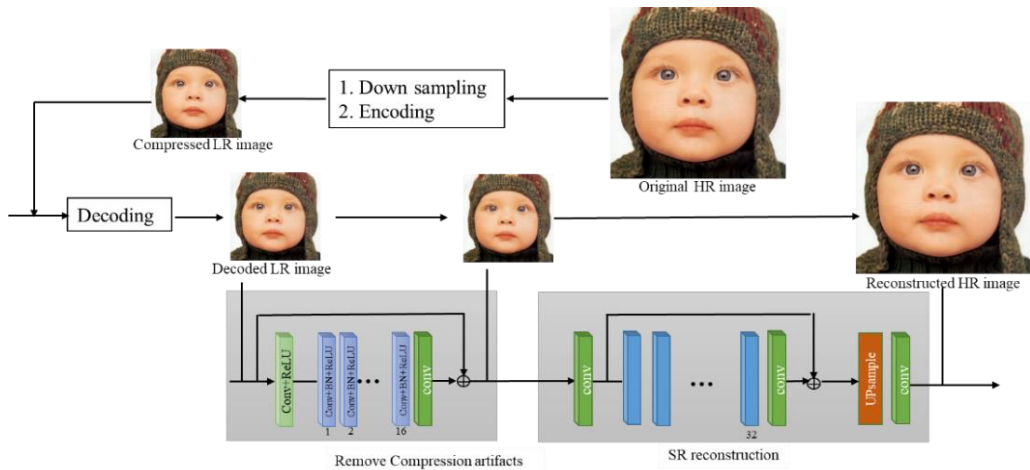 1. Down sampling
2. Encoding
Compressed LR image
Original HR image
Decoding
Decoded LR image
Reconstructed HR image
Conv+ReLU
Conv+BN+ReLU
Conv+BN+ReLU
Conv+BN+ReLU
conv
1
2
16
conv
conv
UPsample
conv
32
Remove Compression artifacts
SR reconstruction